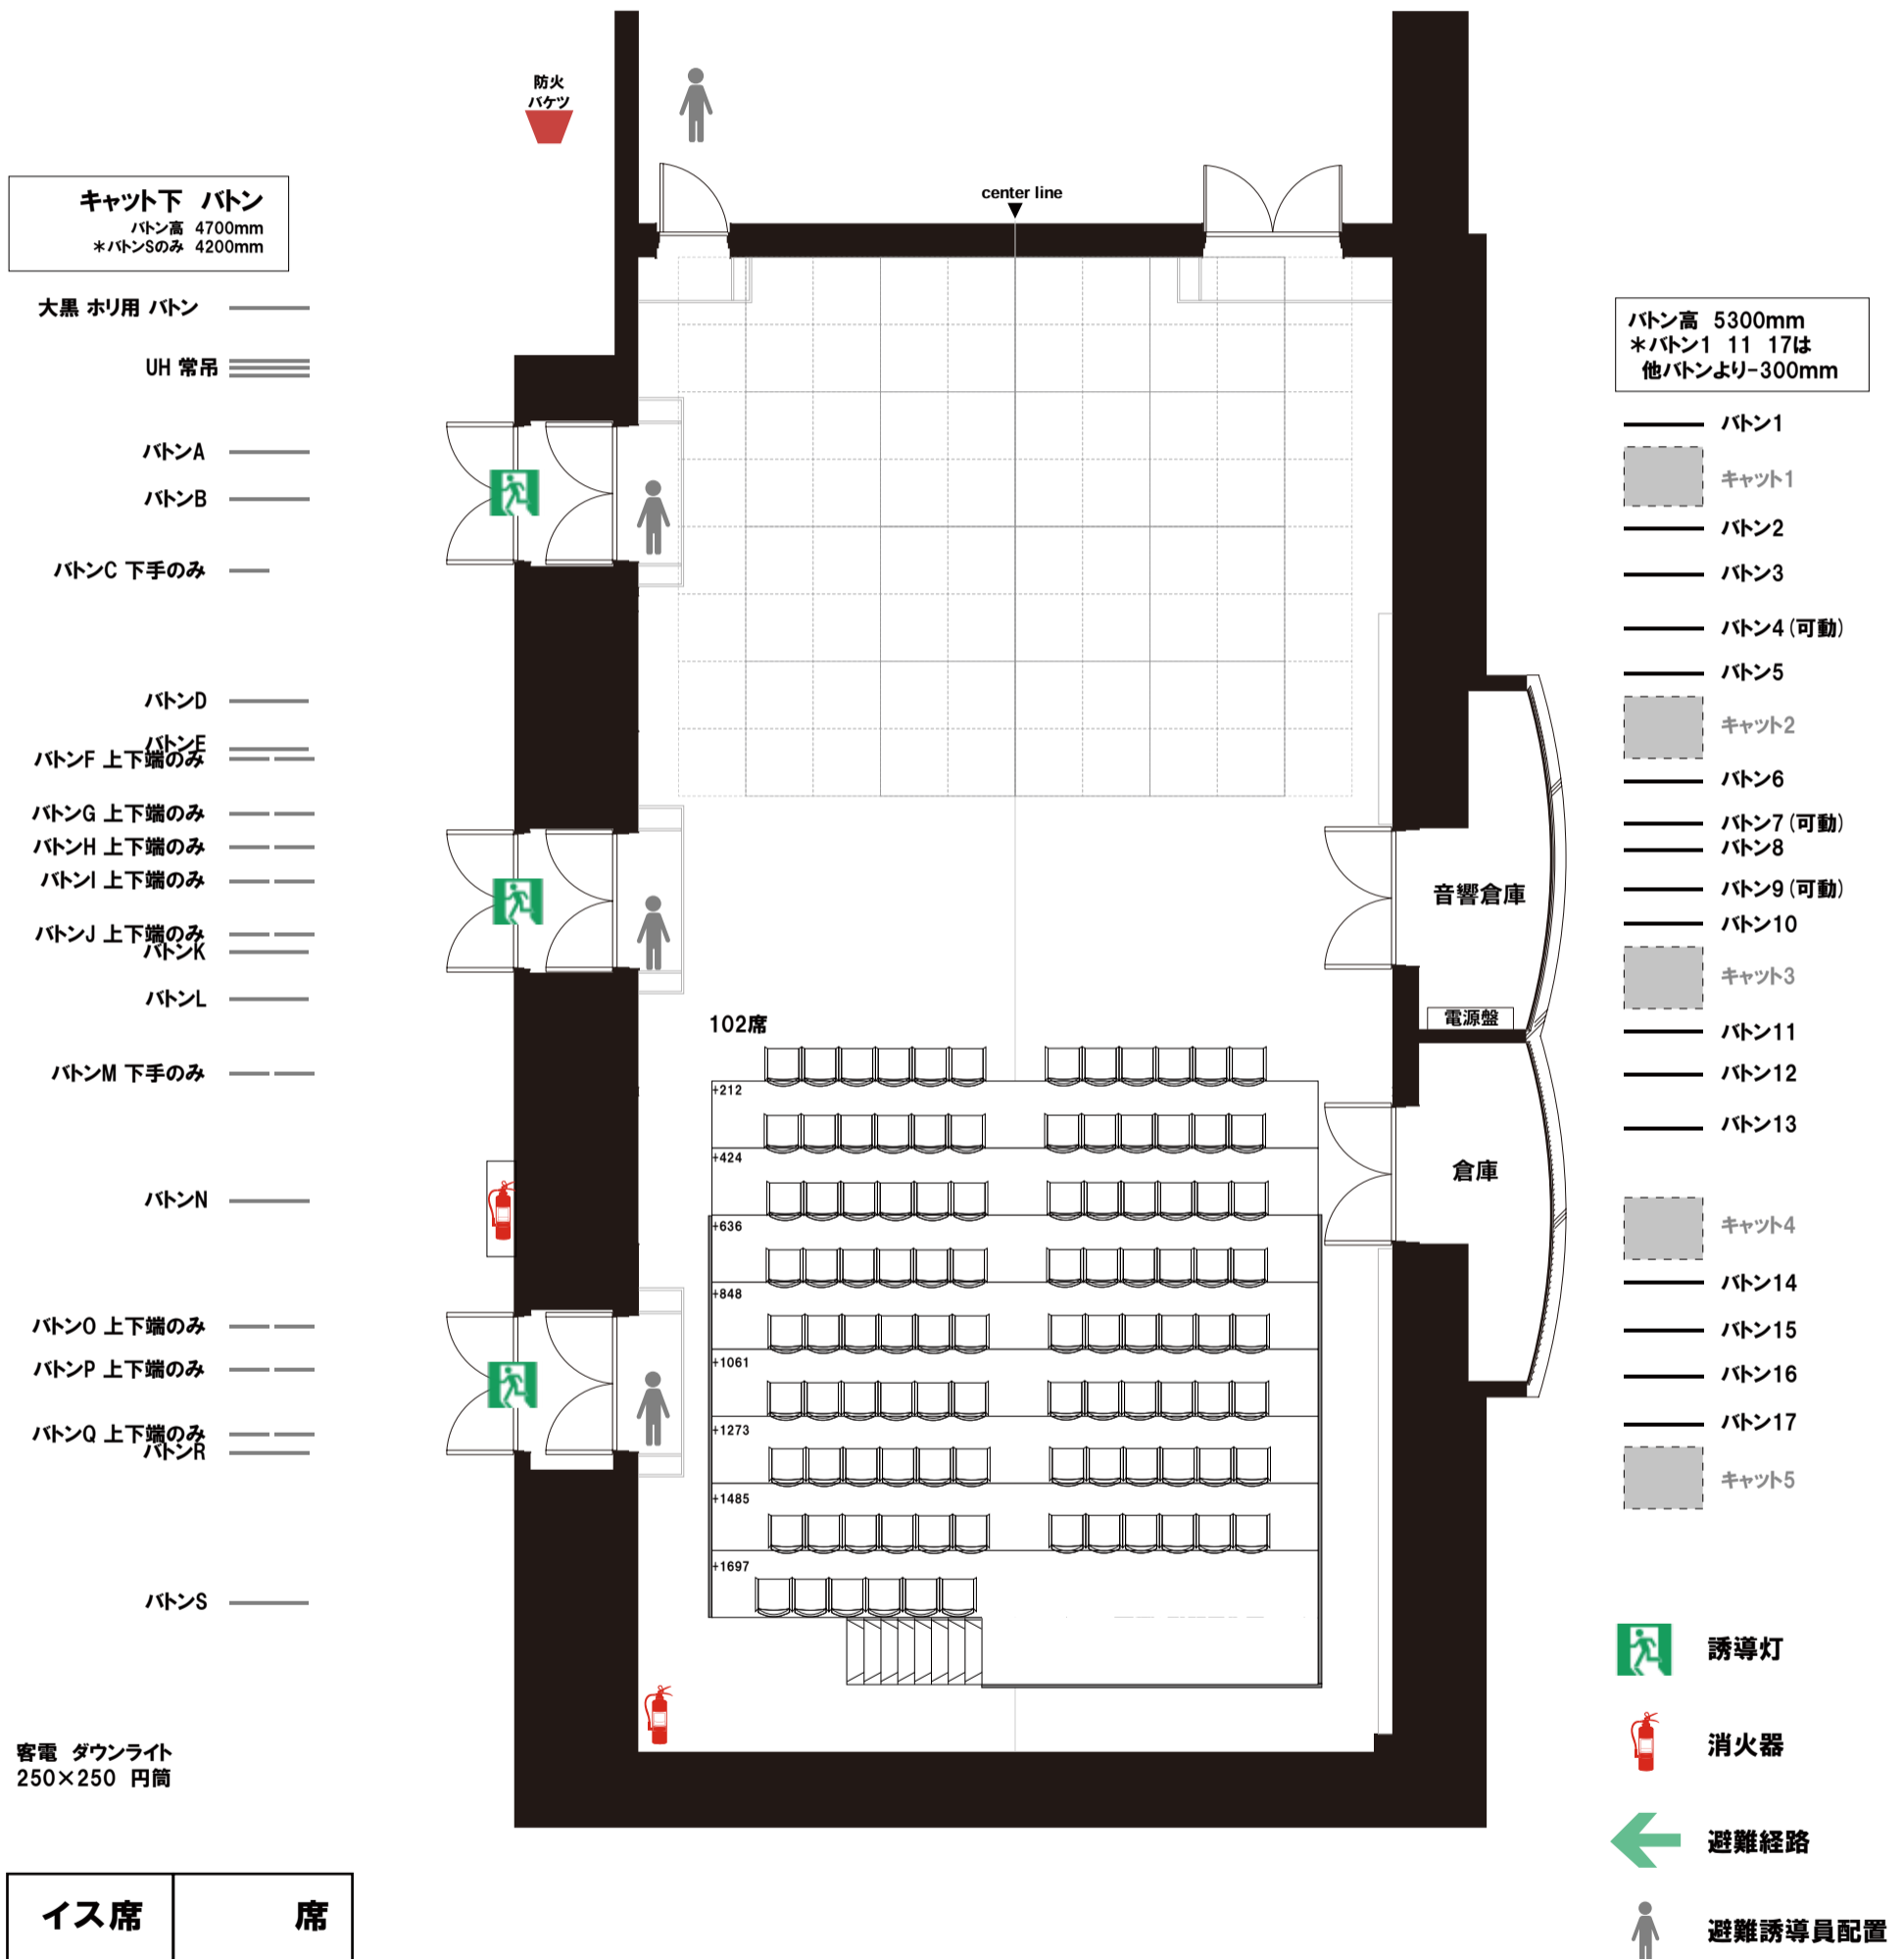 防火
バケツ
center line
キャット下 バトン
バトン高 4700mm
＊バトンSのみ 4200mm
大黒 ホリ用 バトン
UH 常吊
バトンA
バトンB
バトンC 下手のみ
バトンD
バトンE
バトンF 上下端のみ
バトンG 上下端のみ
バトンH 上下端のみ
バトンI 上下端のみ
バトンJ 上下端のみ
バトンK
バトンL
バトンM 下手のみ
バトンN
バトンO 上下端のみ
バトンP 上下端のみ
バトンQ 上下端のみ
バトンR
バトンS
客電 ダウンライト
250×250 円筒
イス席 席
102席
+212
+424
+636
+848
+1061
+1273
+1485
+1697
音響倉庫
電源盤
倉庫
バトン高 5300mm
＊バトン1 11 17は
他バトンより-300mm
バトン1
キャット1
バトン2
バトン3
バトン4 (可動)
バトン5
キャット2
バトン6
バトン7 (可動)
バトン8
バトン9 (可動)
バトン10
キャット3
バトン11
バトン12
バトン13
キャット4
バトン14
バトン15
バトン16
バトン17
キャット5
誘導灯
消火器
避難経路
避難誘導員配置